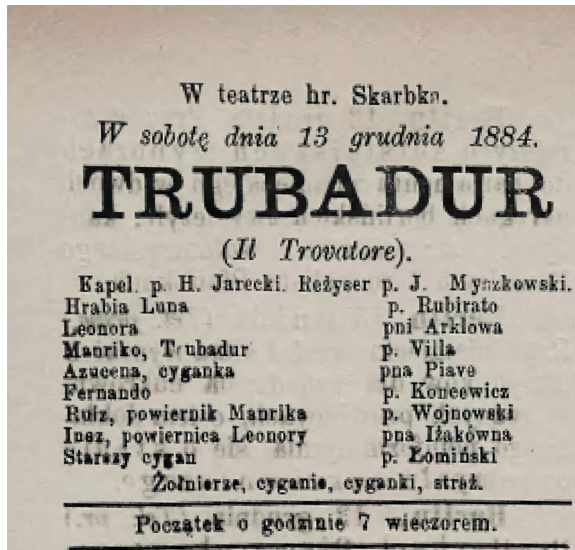 W teatrze hr. Skarbka.
W sobotę dnia 13 grudnia 1884.
TRUBADUR
(Il Trovatore).
Kapel. p. H. Jarecki. Reżyser p. J. Myszkowski.
Hrabia Luna p. Rubirato
Leonora pni Arklowa
Manriko, Trubadur p. Villa
Azucena, cyganka pna Piave
Fernando p. Koncewicz
Ruiz, powiernik Manrika p. Wojnowski
Inez, powiernica Leonory pna Iżakówna
Starszy cygan p. Łomiński
Żołnierze, cyganie, cyganki, straż.
Początek o godzinie 7 wieczorem.